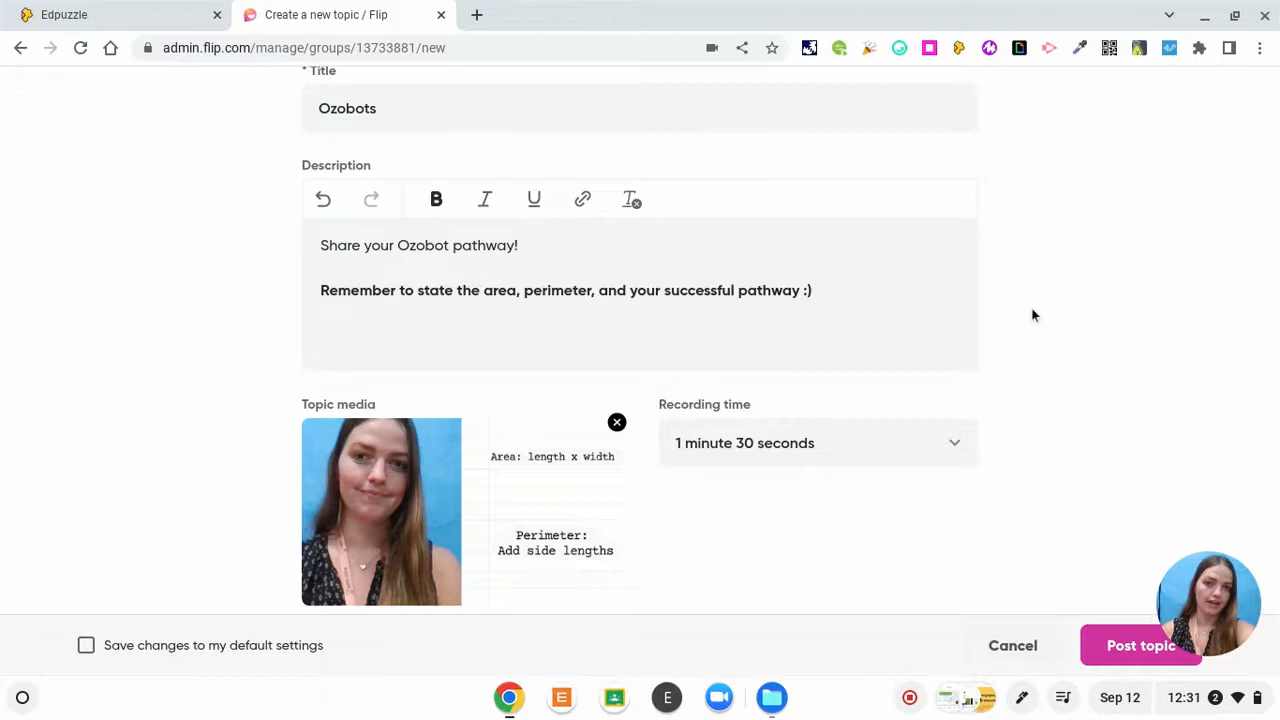 Edpuzzle
Create a new topic / Flip
admin.flip.com/manage/groups/13733881/new
* Title
Ozobots
Description
B I U
Share your Ozobot pathway!
Remember to state the area, perimeter, and your successful pathway :)
Topic media
Recording time
1 minute 30 seconds
Area: length x width
Perimeter:
Add side lengths
Save changes to my default settings
Cancel
Post topic
E
Sep 12
12:31
2